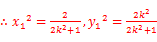 ∴ x₁² = 2/(2k²+1), y₁² = 2k²/(2k²+1)